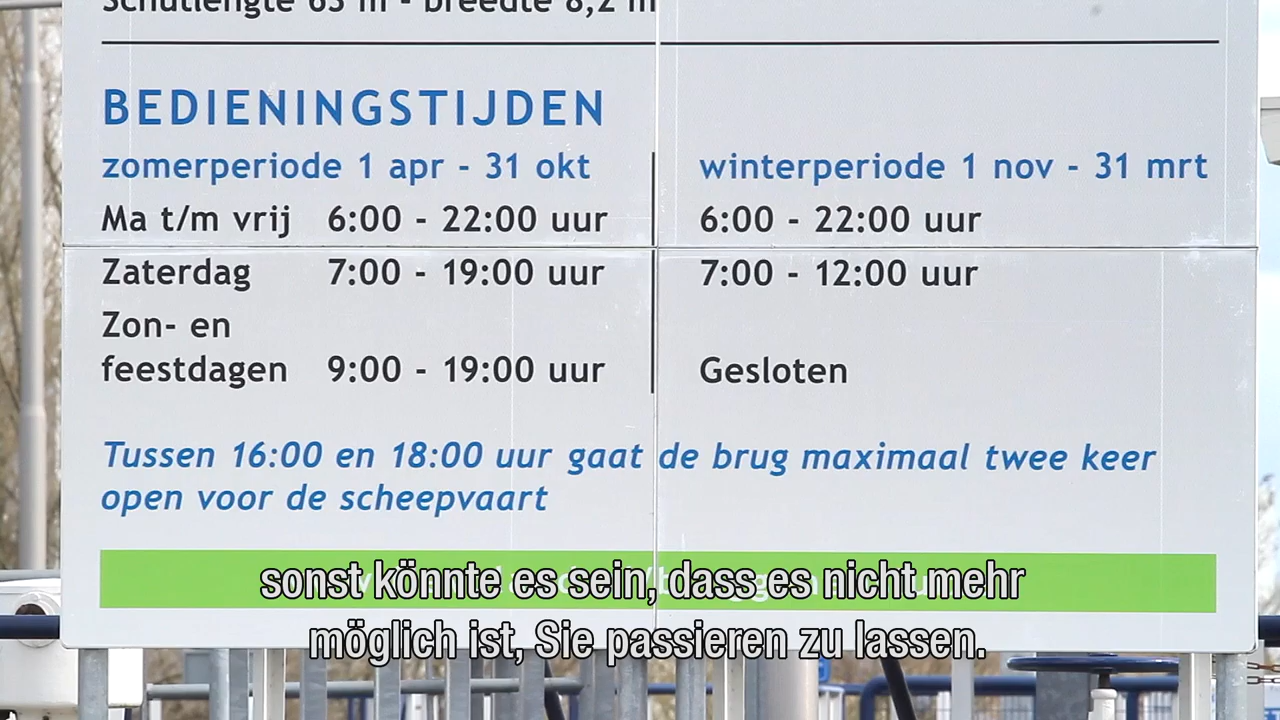 Schutlengte 65 m - breedte 8,2 m
BEDIENINGSTIJDEN
zomerperiode 1 apr - 31 okt winterperiode 1 nov - 31 mrt
Ma t/m vrij 6:00 - 22:00 uur 6:00 - 22:00 uur
Zaterdag 7:00 - 19:00 uur 7:00 - 12:00 uur
Zon- en
feestdagen 9:00 - 19:00 uur Gesloten
Tussen 16:00 en 18:00 uur gaat de brug maximaal twee keer
open voor de scheepvaart
sonst könnte es sein, dass es nicht mehr
möglich ist, Sie passieren zu lassen.